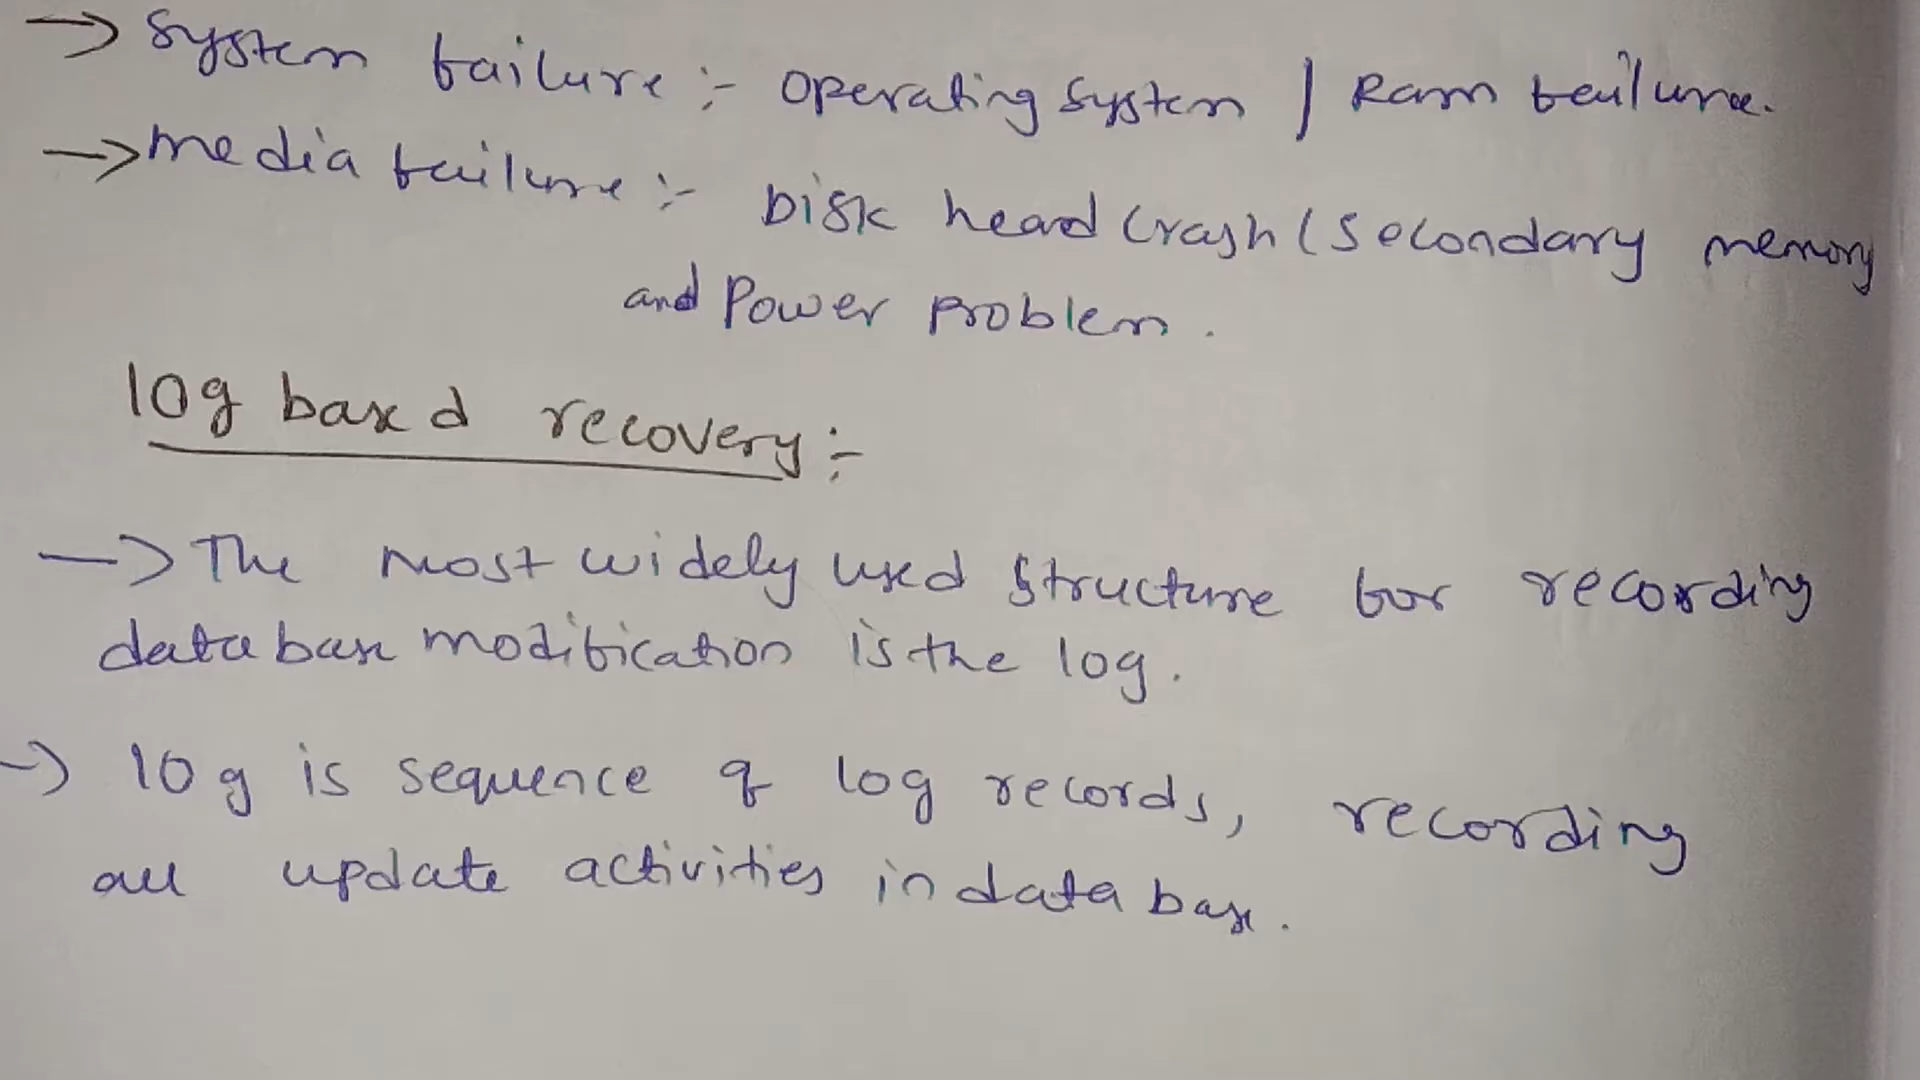 → System failure :- Operating System / Ram failure.
→ media failure :- Disk head crash (Secondary memory
and Power Problem.
log based recovery :-
→ The most widely used structure for recording
database modification is the log.
→ log is sequence of log records, recording
all update activities in data base.